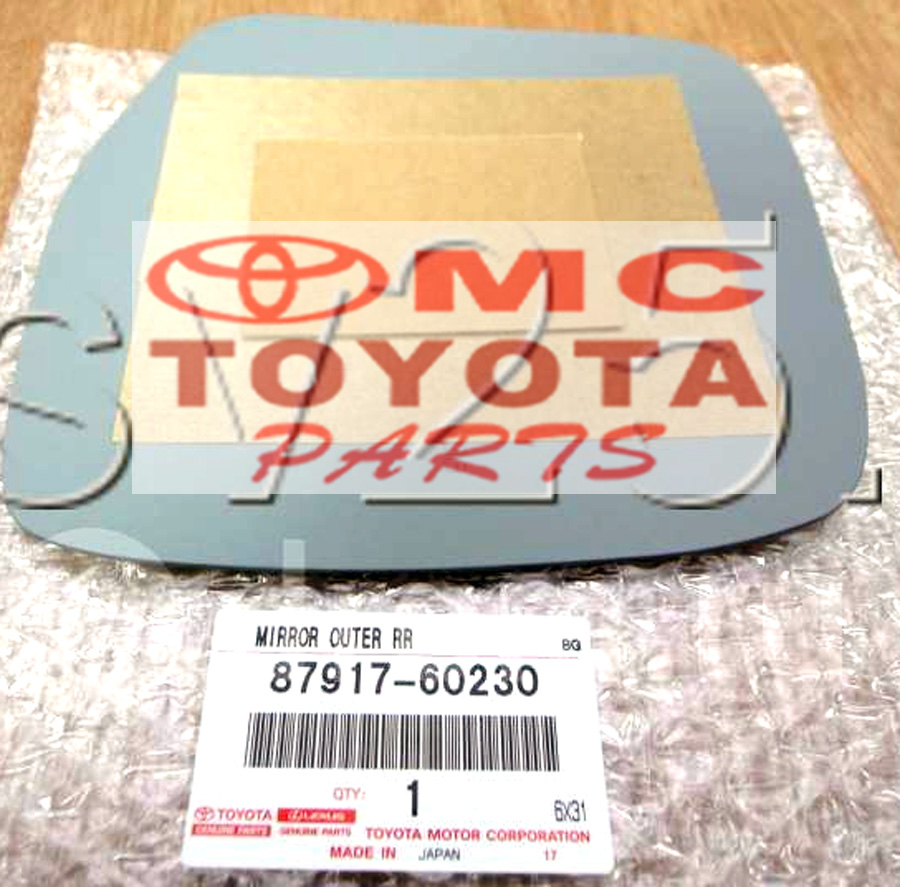 MC
TOYOTA
PARTS
MIRROR OUTER RR
8G
87917-60230
QTY: 1
6X31
TOYOTA LEXUS
GENUINE PARTS GENUINE PARTS TOYOTA MOTOR CORPORATION
MADE IN JAPAN 17